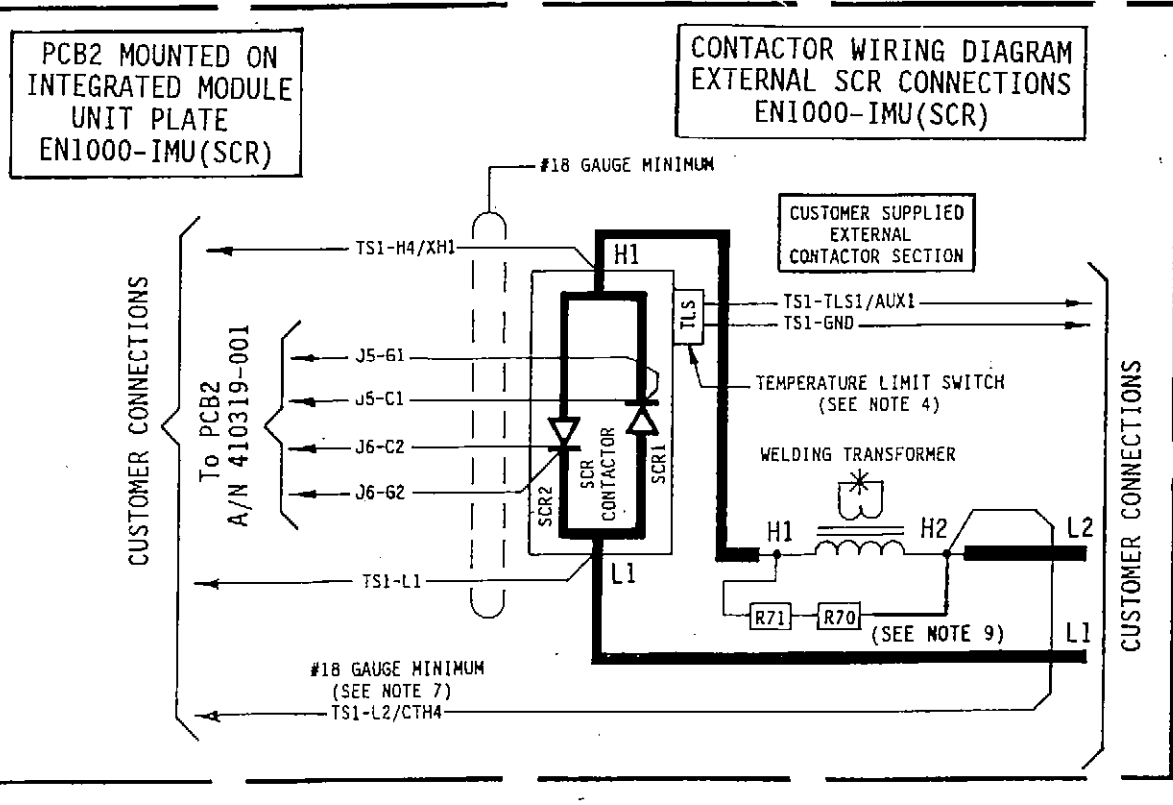 PCB2 MOUNTED ON
INTEGRATED MODULE
UNIT PLATE
EN1000-IMU(SCR)
CONTACTOR WIRING DIAGRAM
EXTERNAL SCR CONNECTIONS
EN1000-IMU(SCR)
#18 GAUGE MINIMUM
CUSTOMER SUPPLIED
EXTERNAL
CONTACTOR SECTION
CUSTOMER CONNECTIONS
TS1-H4/XH1
H1
TLS
TS1-TLS1/AUX1
TS1-GND
To PCB2
A/N 410319-001
J5-G1
J5-C1
J6-C2
J6-G2
TEMPERATURE LIMIT SWITCH
(SEE NOTE 4)
SCR2
SCR
CONTACTOR
SCR1
WELDING TRANSFORMER
H1
H2
L2
TS1-L1
L1
R71
R70
(SEE NOTE 9)
L1
CUSTOMER CONNECTIONS
#18 GAUGE MINIMUM
(SEE NOTE 7)
TS1-L2/CTH4